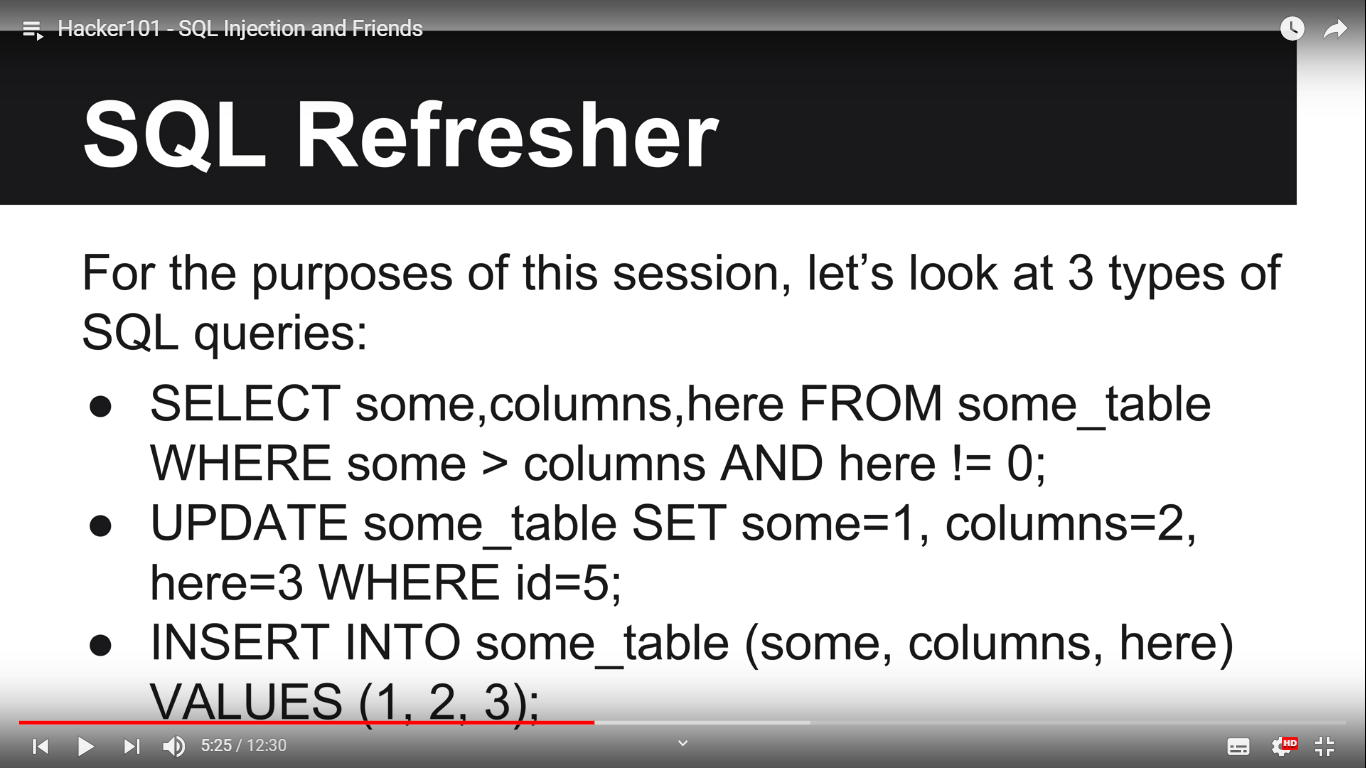 Hacker101 - SQL Injection and Friends
SQL Refresher
For the purposes of this session, let’s look at 3 types of
SQL queries:
● SELECT some,columns,here FROM some_table
WHERE some > columns AND here != 0;
● UPDATE some_table SET some=1, columns=2,
here=3 WHERE id=5;
● INSERT INTO some_table (some, columns, here)
VALUES (1, 2, 3);
5:25 / 12:30
HD